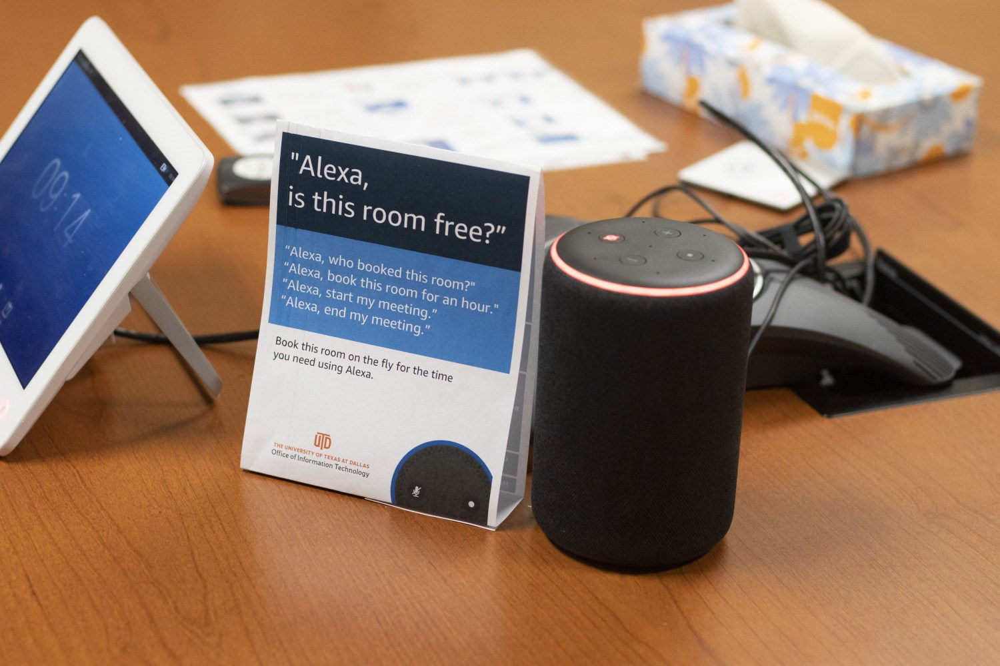 09:14
"Alexa,
is this room free?”
“Alexa, who booked this room?"
“Alexa, book this room for an hour."
"Alexa, start my meeting.”
“Alexa, end my meeting.”
Book this room on the fly for the time
you need using Alexa.
UTD
THE UNIVERSITY OF TEXAS AT DALLAS
Office of Information Technology